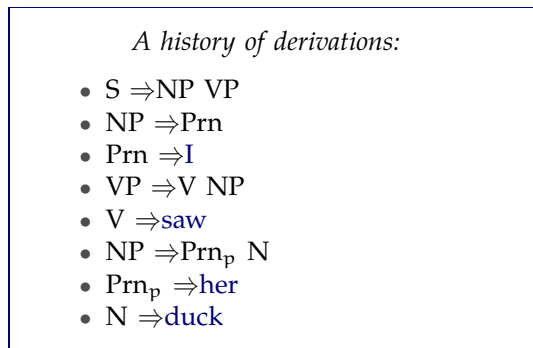 A history of derivations:
• S ⇒NP VP
• NP ⇒Prn
• Prn ⇒I
• VP ⇒V NP
• V ⇒saw
• NP ⇒Prnₚ N
• Prnₚ ⇒her
• N ⇒duck